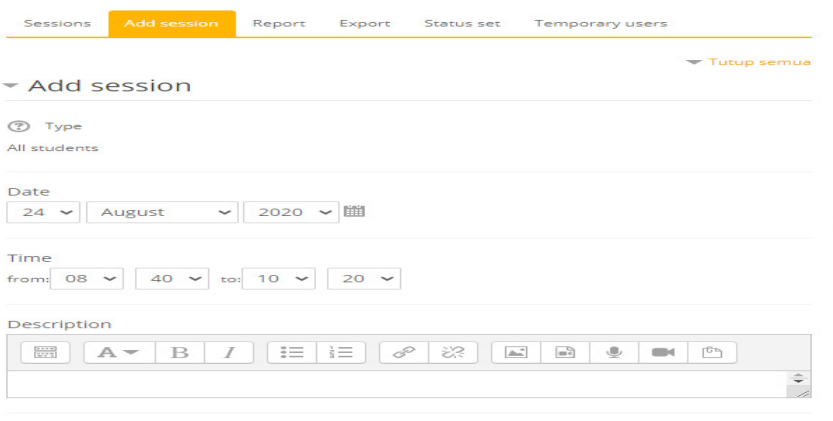 Sessions Add session Report Export Status set Temporary users
Tutup semua
Add session
? Type
All students
Date
24 August 2020
Time
from: 08 40 to: 10 20
Description
A B I